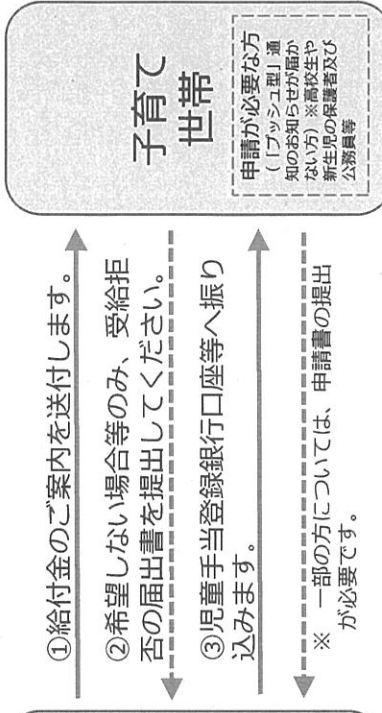 ①給付金のご案内を送付します。
②希望しない場合等のみ、受給拒
否の届出書を提出してください。
③児童手当登録銀行口座等へ振り
込みます。
※ 一部の方については、申請書の提出
が必要です。
子育て
世帯
申請が必要な方
（「プッシュ型」通
知のお知らせが届か
ない方）※高校生や
新生児の保護者及び
公務員等